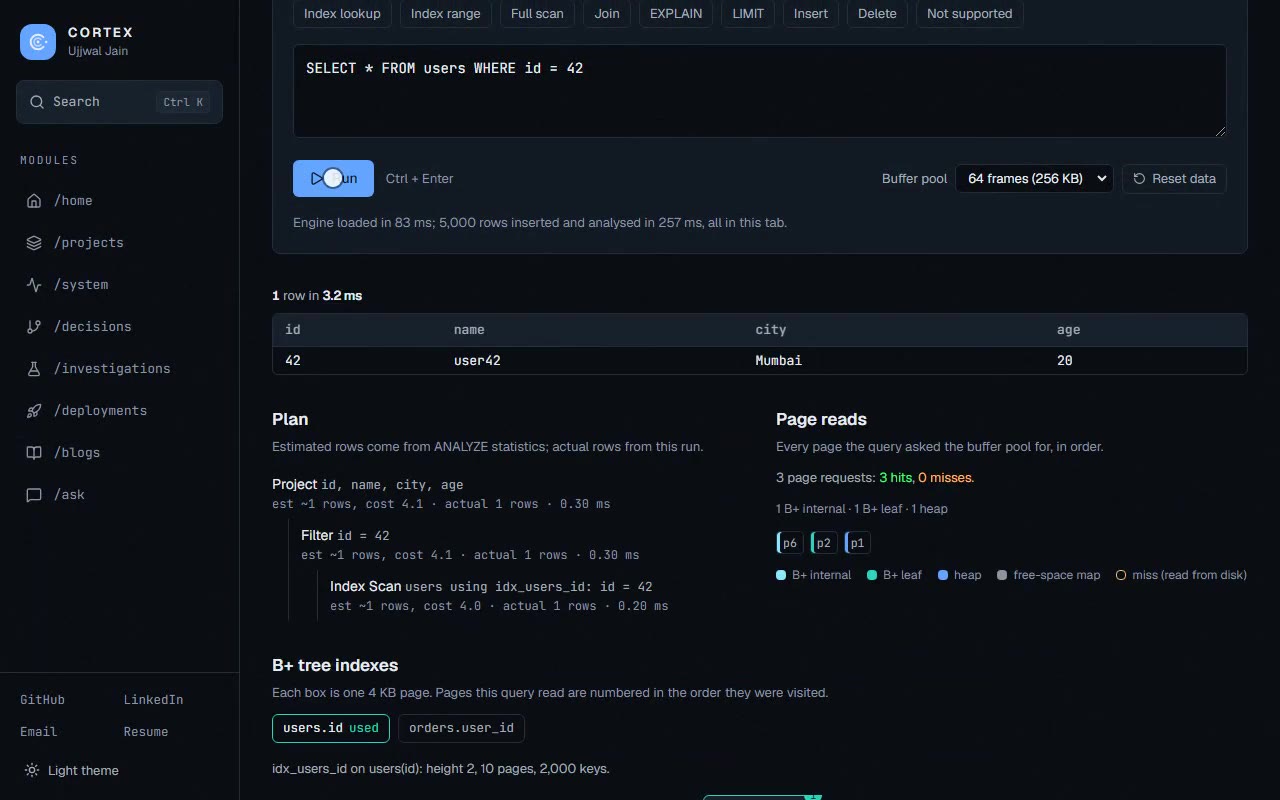 CORTEX
Ujjwal Jain
Search Ctrl K
MODULES
/home
/projects
/system
/decisions
/investigations
/deployments
/blogs
/ask
GitHub LinkedIn
Email Resume
Light theme
Index lookup Index range Full scan Join EXPLAIN LIMIT Insert Delete Not supported
SELECT * FROM users WHERE id = 42
Ctrl + Enter Buffer pool 64 frames (256 KB) Reset data
Engine loaded in 83 ms; 5,000 rows inserted and analysed in 257 ms, all in this tab.
1 row in 3.2 ms
id name city age
42 user42 Mumbai 20
Plan
Estimated rows come from ANALYZE statistics; actual rows from this run.
Project id, name, city, age
est ~1 rows, cost 4.1 · actual 1 rows · 0.30 ms
Filter id = 42
est ~1 rows, cost 4.1 · actual 1 rows · 0.30 ms
Index Scan users using idx_users_id: id = 42
est ~1 rows, cost 4.0 · actual 1 rows · 0.20 ms
Page reads
Every page the query asked the buffer pool for, in order.
3 page requests: 3 hits, 0 misses.
1 B+ internal · 1 B+ leaf · 1 heap
p6 p2 p1
B+ internal B+ leaf heap free-space map miss (read from disk)
B+ tree indexes
Each box is one 4 KB page. Pages this query read are numbered in the order they were visited.
users.id used orders.user_id
idx_users_id on users(id): height 2, 10 pages, 2,000 keys.